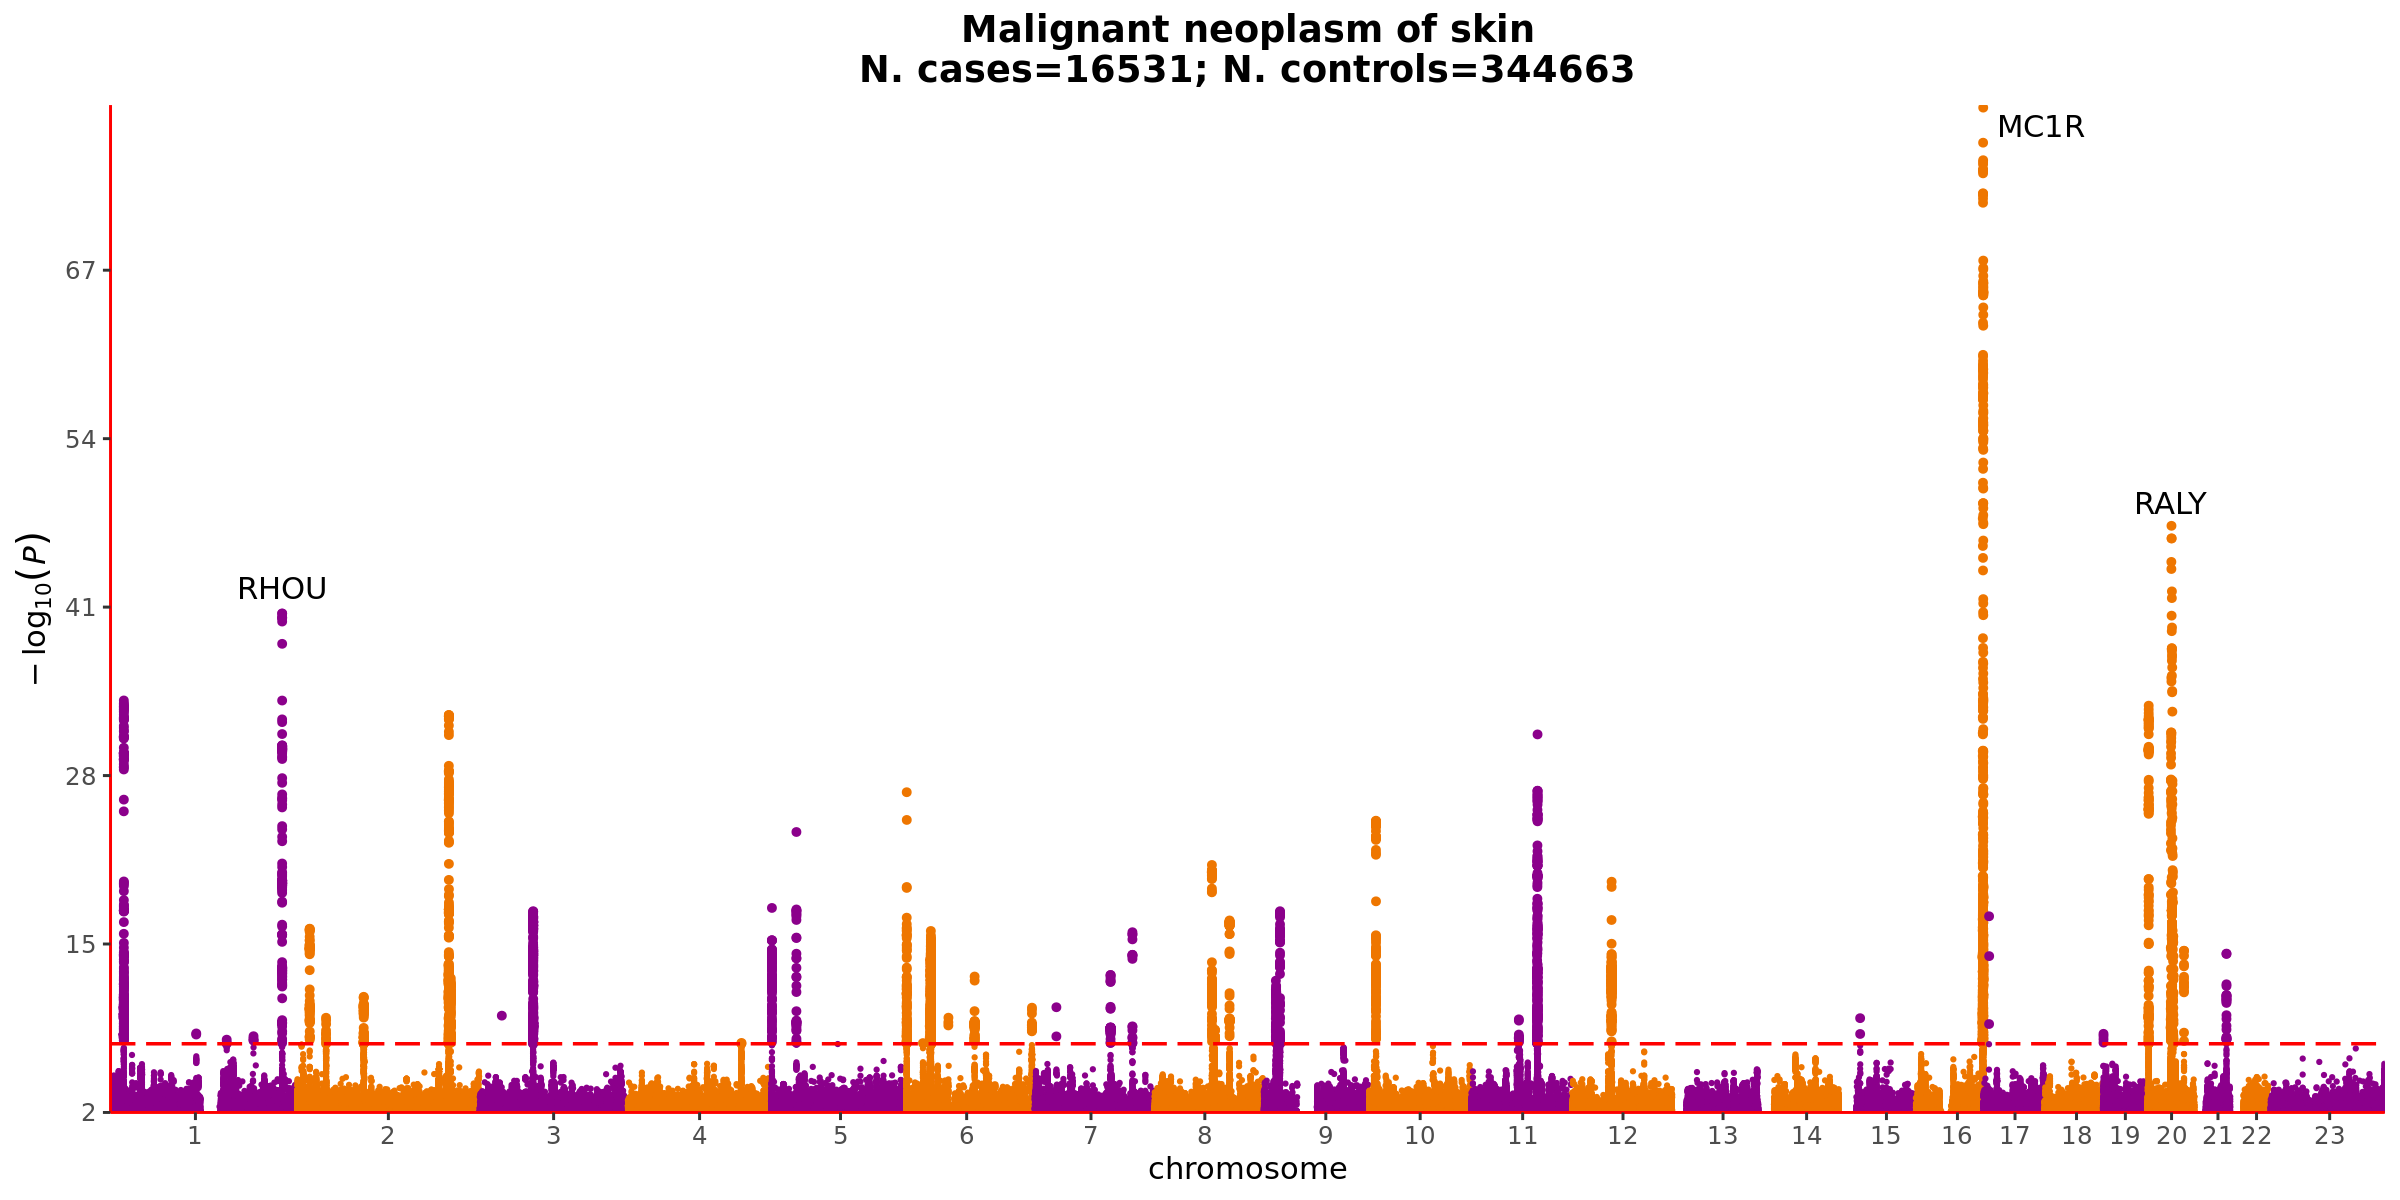 Malignant neoplasm of skin
N. cases=16531; N. controls=344663
MC1R
67
54
RALY
− log10(P)
RHOU
41
28
15
2
1 2 3 4 5 6 7 8 9 10 11 12 13 14 15 16 17 18 19 20 21 22 23
chromosome